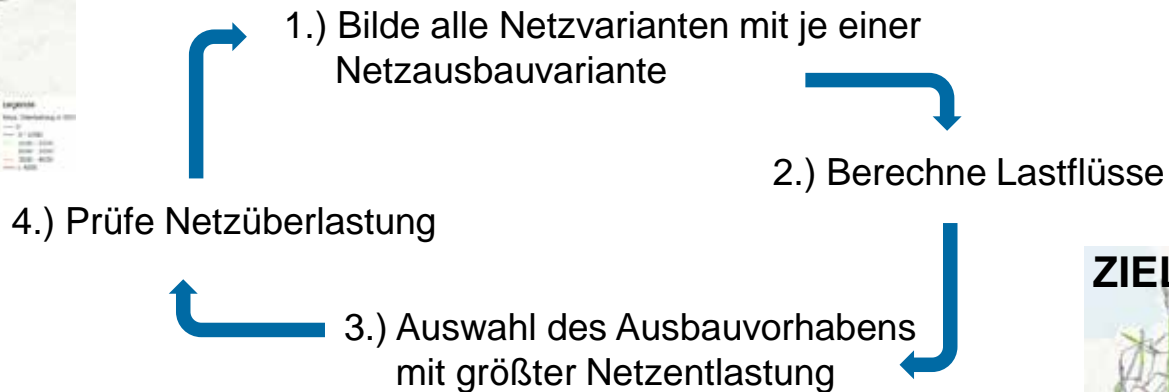 1.) Bilde alle Netzvarianten mit je einer
Netzausbauvariante
2.) Berechne Lastflüsse
4.) Prüfe Netzüberlastung
3.) Auswahl des Ausbauvorhabens
mit größter Netzentlastung
Legende